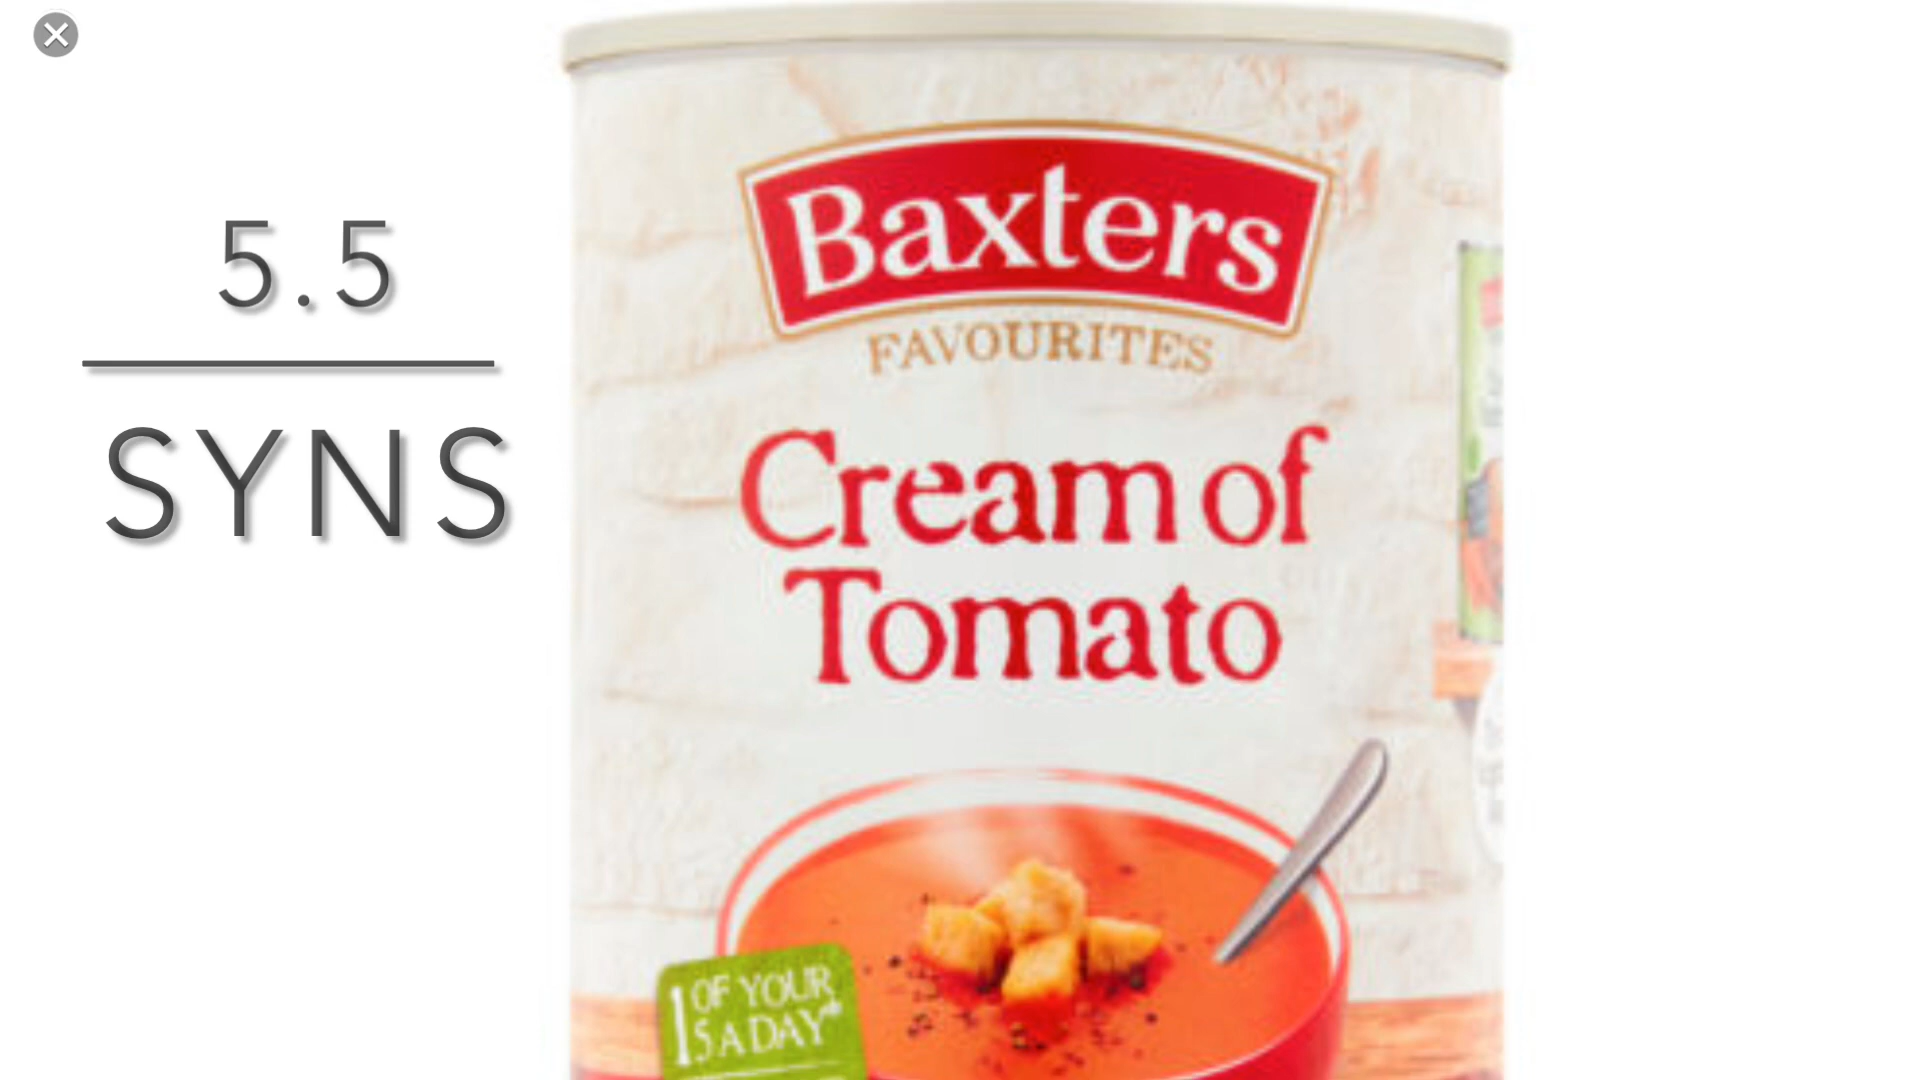 5.5
SYNS
Baxters
FAVOURITES
Cream of
Tomato
1 OF YOUR
5 A DAY